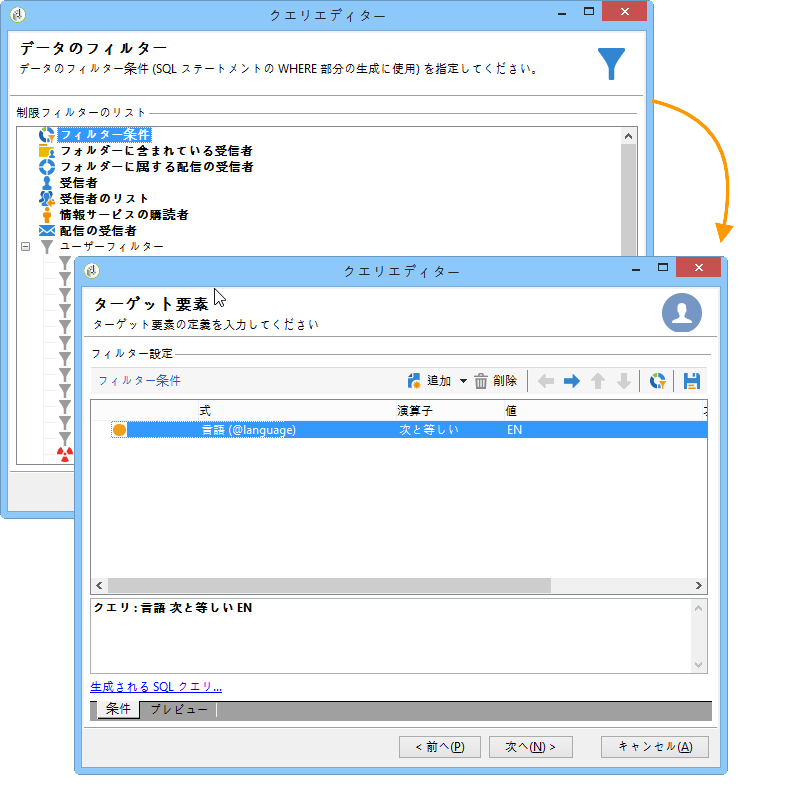 クエリエディター
データのフィルター
データのフィルター条件 (SQL ステートメントの WHERE 部分の生成に使用) を指定してください。
制限フィルターのリスト
フィルター条件
フォルダーに含まれている受信者
フォルダーに属する配信の受信者
受信者
受信者のリスト
情報サービスの購読者
配信の受信者
ユーザーフィルター
クエリエディター
ターゲット要素
ターゲット要素の定義を入力してください
フィルター設定
フィルター条件 追加 削除
式 演算子 値
言語 (@language) 次と等しい EN
クエリ : 言語 次と等しい EN
生成される SQL クエリ...
条件 プレビュー
< 前へ(P) 次へ(N) > キャンセル(A)